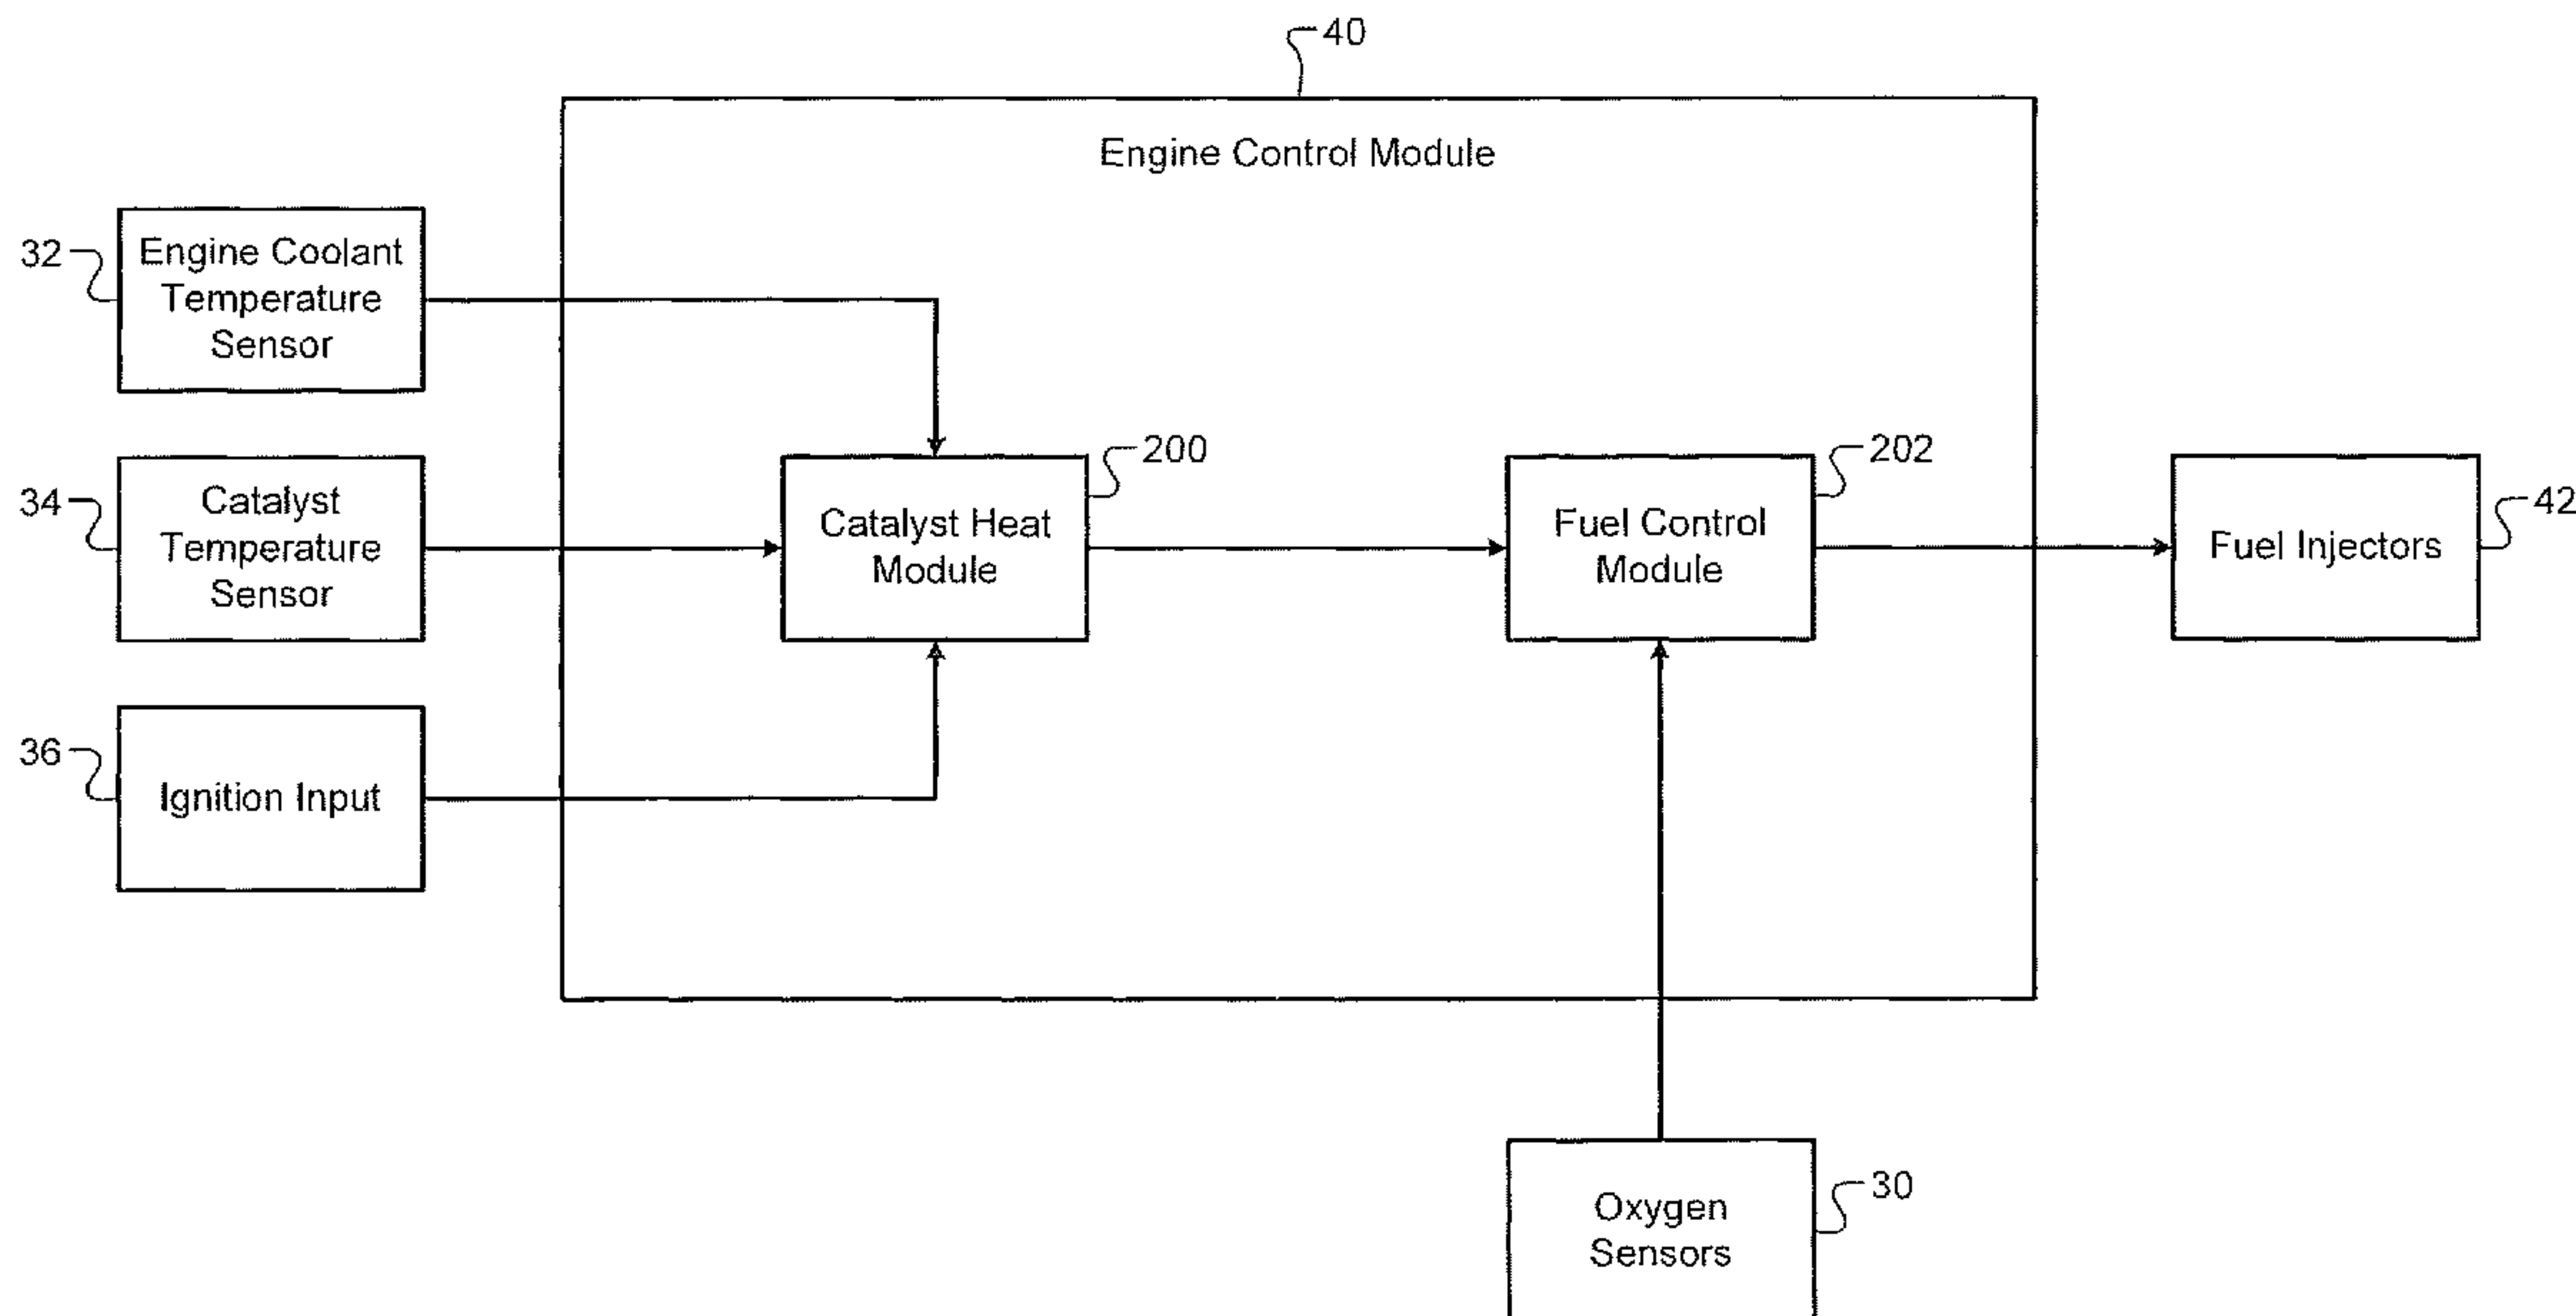 40
Engine Control Module
32
Engine Coolant
Temperature
Sensor
34
Catalyst
Temperature
Sensor
36
Ignition Input
200
Catalyst Heat
Module
202
Fuel Control
Module
42
Fuel Injectors
30
Oxygen
Sensors